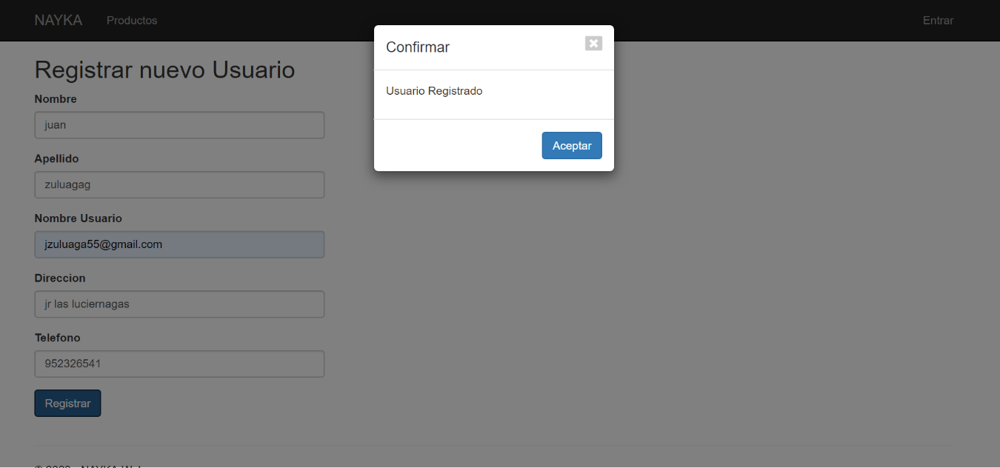 NAYKA Productos Entrar
Confirmar
Usuario Registrado
Aceptar
Registrar nuevo Usuario
Nombre
juan
Apellido
zuluagag
Nombre Usuario
jzuluaga55@gmail.com
Direccion
jr las luciernagas
Telefono
952326541
Registrar